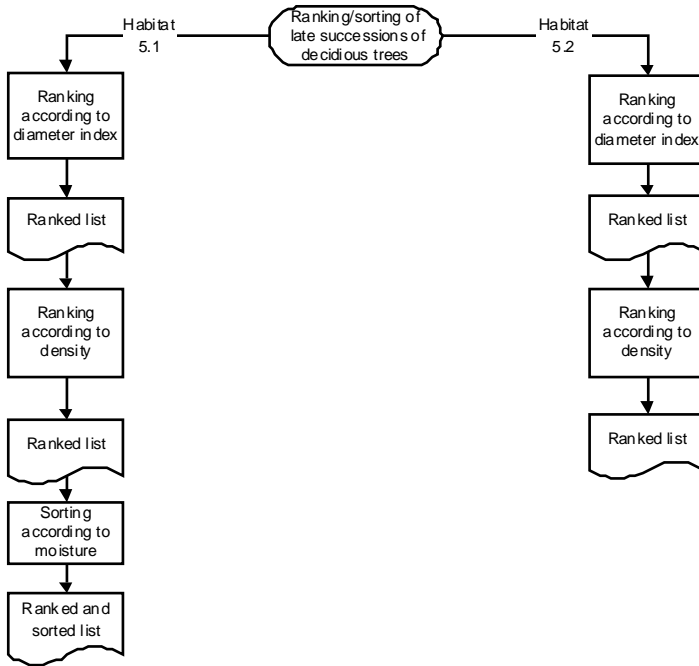 Ranking/sorting of
late successions of
decidious trees
Habitat
5.1
Ranking
according to
diameter index
Ranked list
Ranking
according to
density
Ranked list
Sorting
according to
moisture
Ranked and
sorted list
Habitat
5.2
Ranking
according to
diameter index
Ranked list
Ranking
according to
density
Ranked list